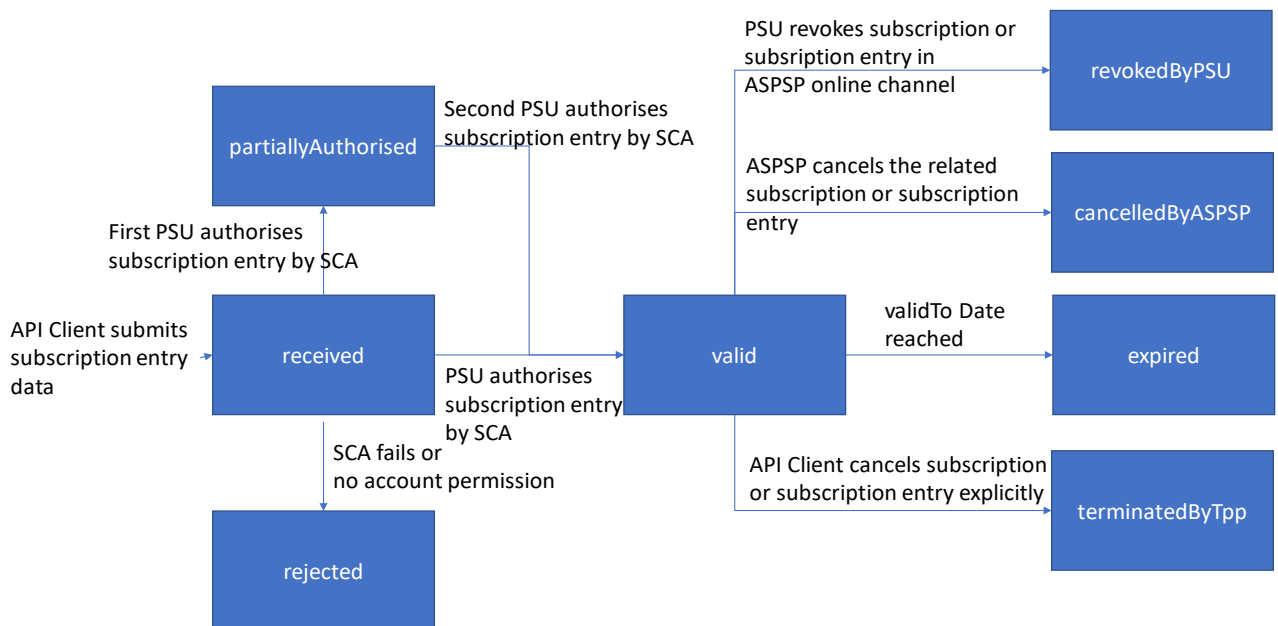 PSU revokes subscription or
subsription entry in
ASPSP online channel
revokedByPSU
Second PSU authorises
subscription entry by SCA
partiallyAuthorised
ASPSP cancels the related
subscription or subscription
entry
cancelledByASPSP
First PSU authorises
subscription entry by SCA
API Client submits
subscription entry
data
received
PSU authorises
subscription entry
by SCA
valid
validTo Date
reached
expired
SCA fails or
no account permission
rejected
API Client cancels subscription
or subscription entry explicitly
terminatedByTpp